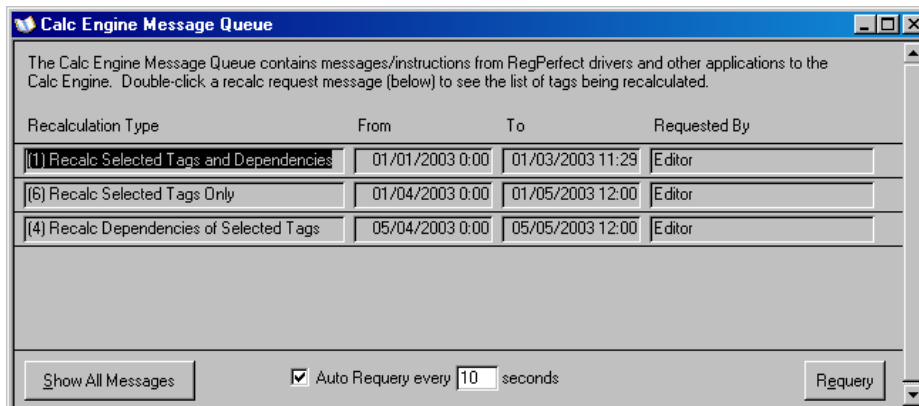 Calc Engine Message Queue
The Calc Engine Message Queue contains messages/instructions from RegPerfect drivers and other applications to the
Calc Engine. Double-click a recalc request message (below) to see the list of tags being recalculated.
Recalculation Type From To Requested By
(1) Recalc Selected Tags and Dependencies 01/01/2003 0:00 01/03/2003 11:29 Editor
(6) Recalc Selected Tags Only 01/04/2003 0:00 01/05/2003 12:00 Editor
(4) Recalc Dependencies of Selected Tags 05/04/2003 0:00 05/05/2003 12:00 Editor
Show All Messages Auto Requery every 10 seconds Requery